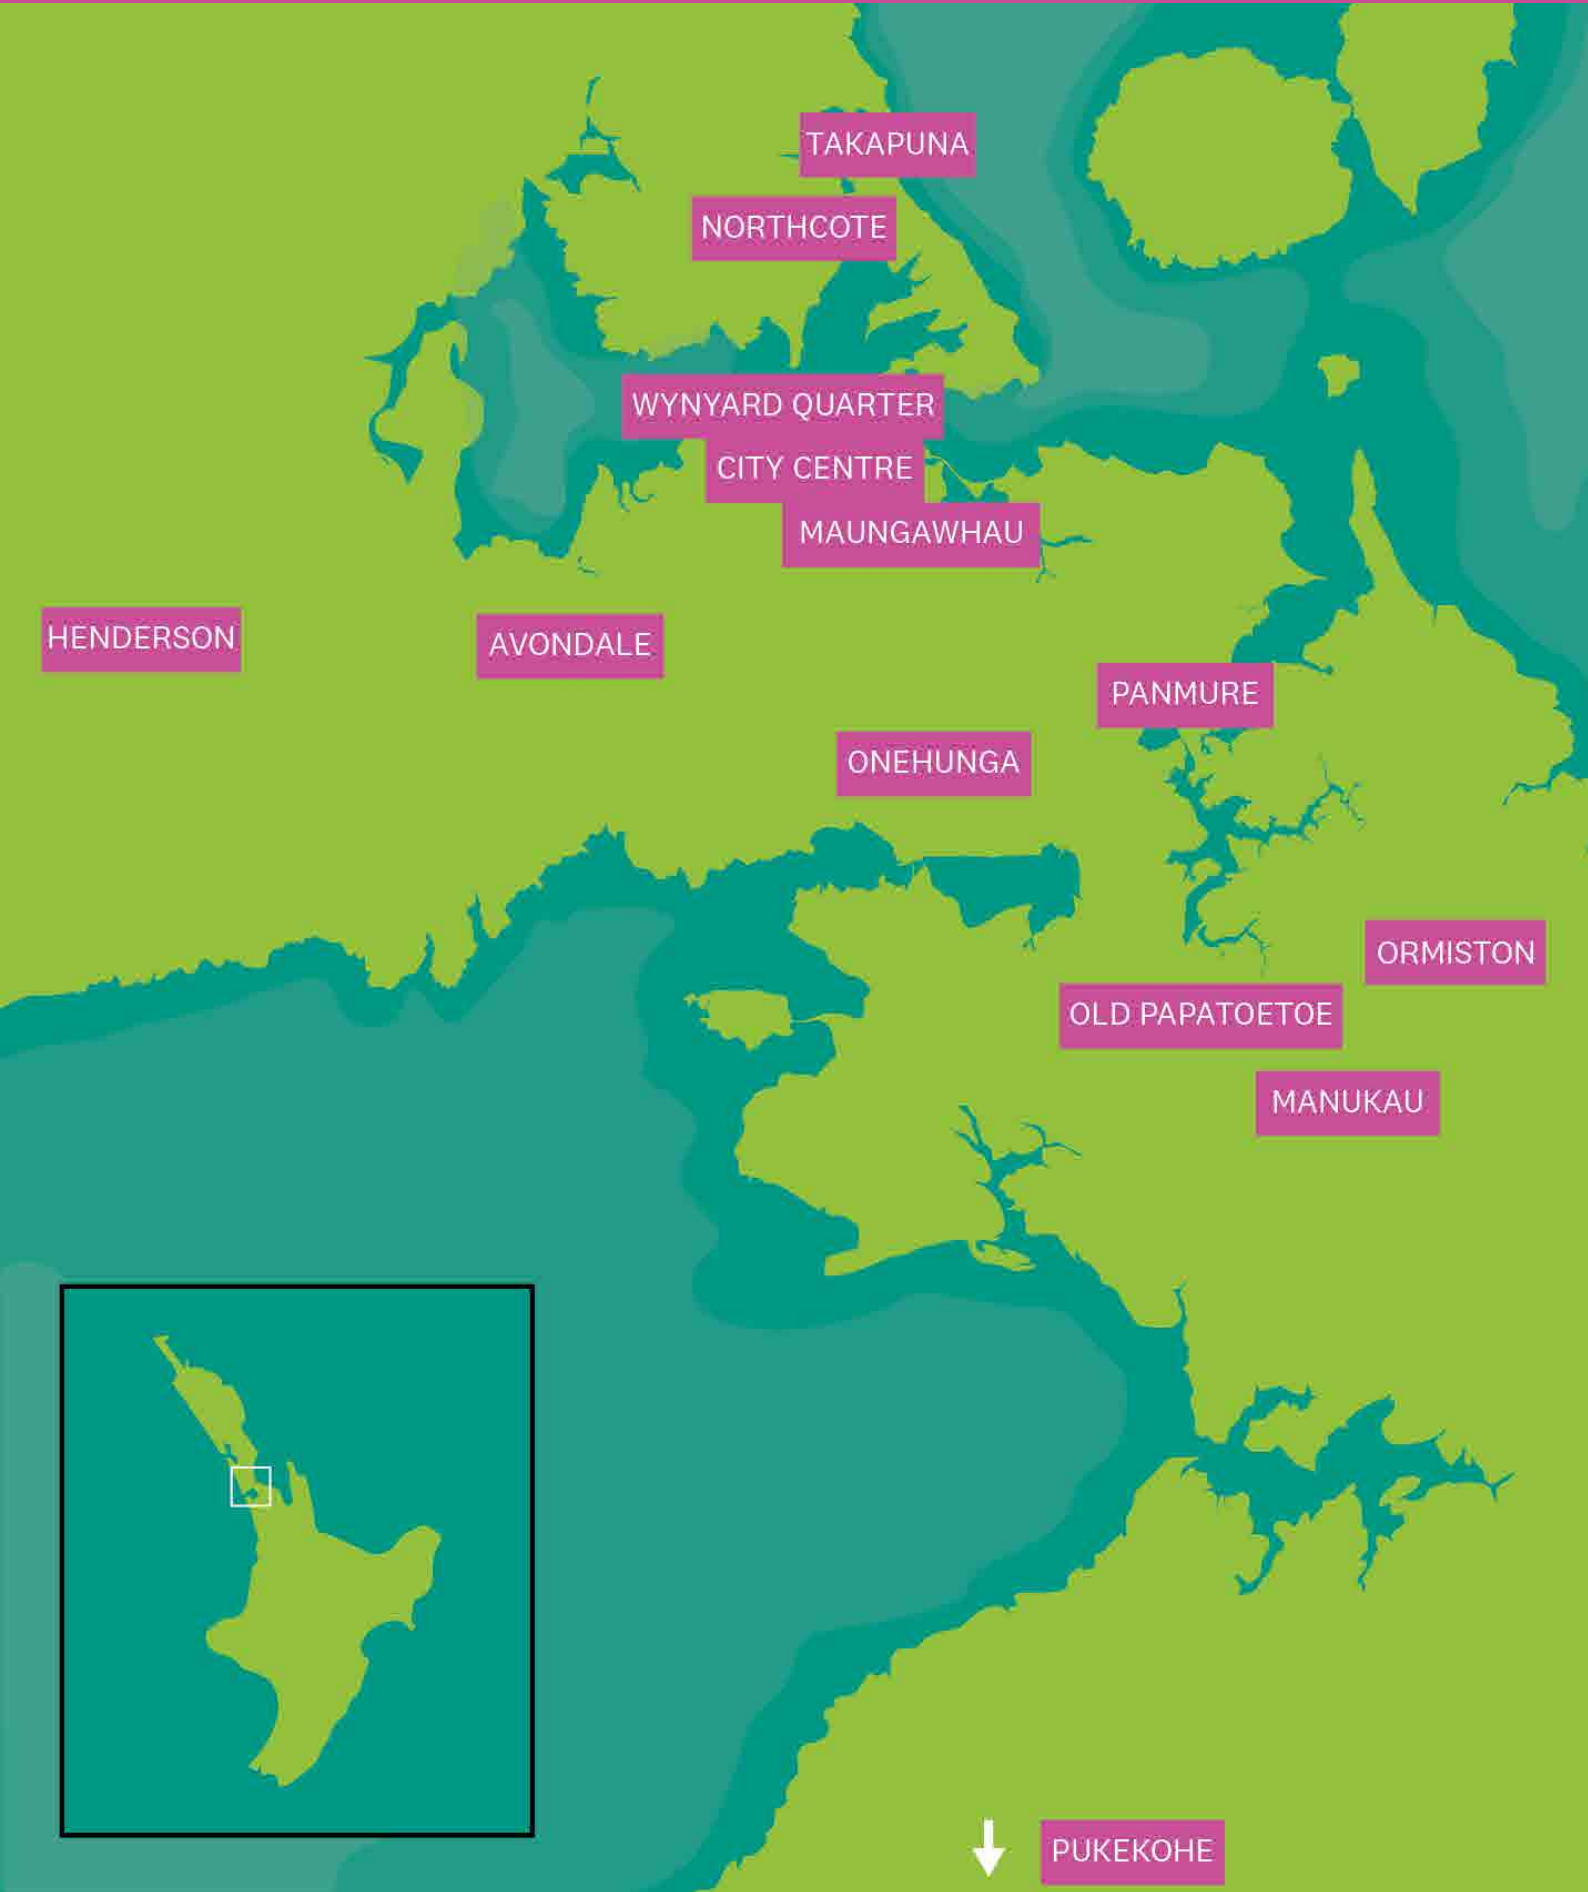 TAKAPUNA
NORTHCOTE
WYNYARD QUARTER
CITY CENTRE
MAUNGAWHAU
HENDERSON
AVONDALE
PANMURE
ONEHUNGA
ORMISTON
OLD PAPATOETOE
MANUKAU
PUKEKOHE